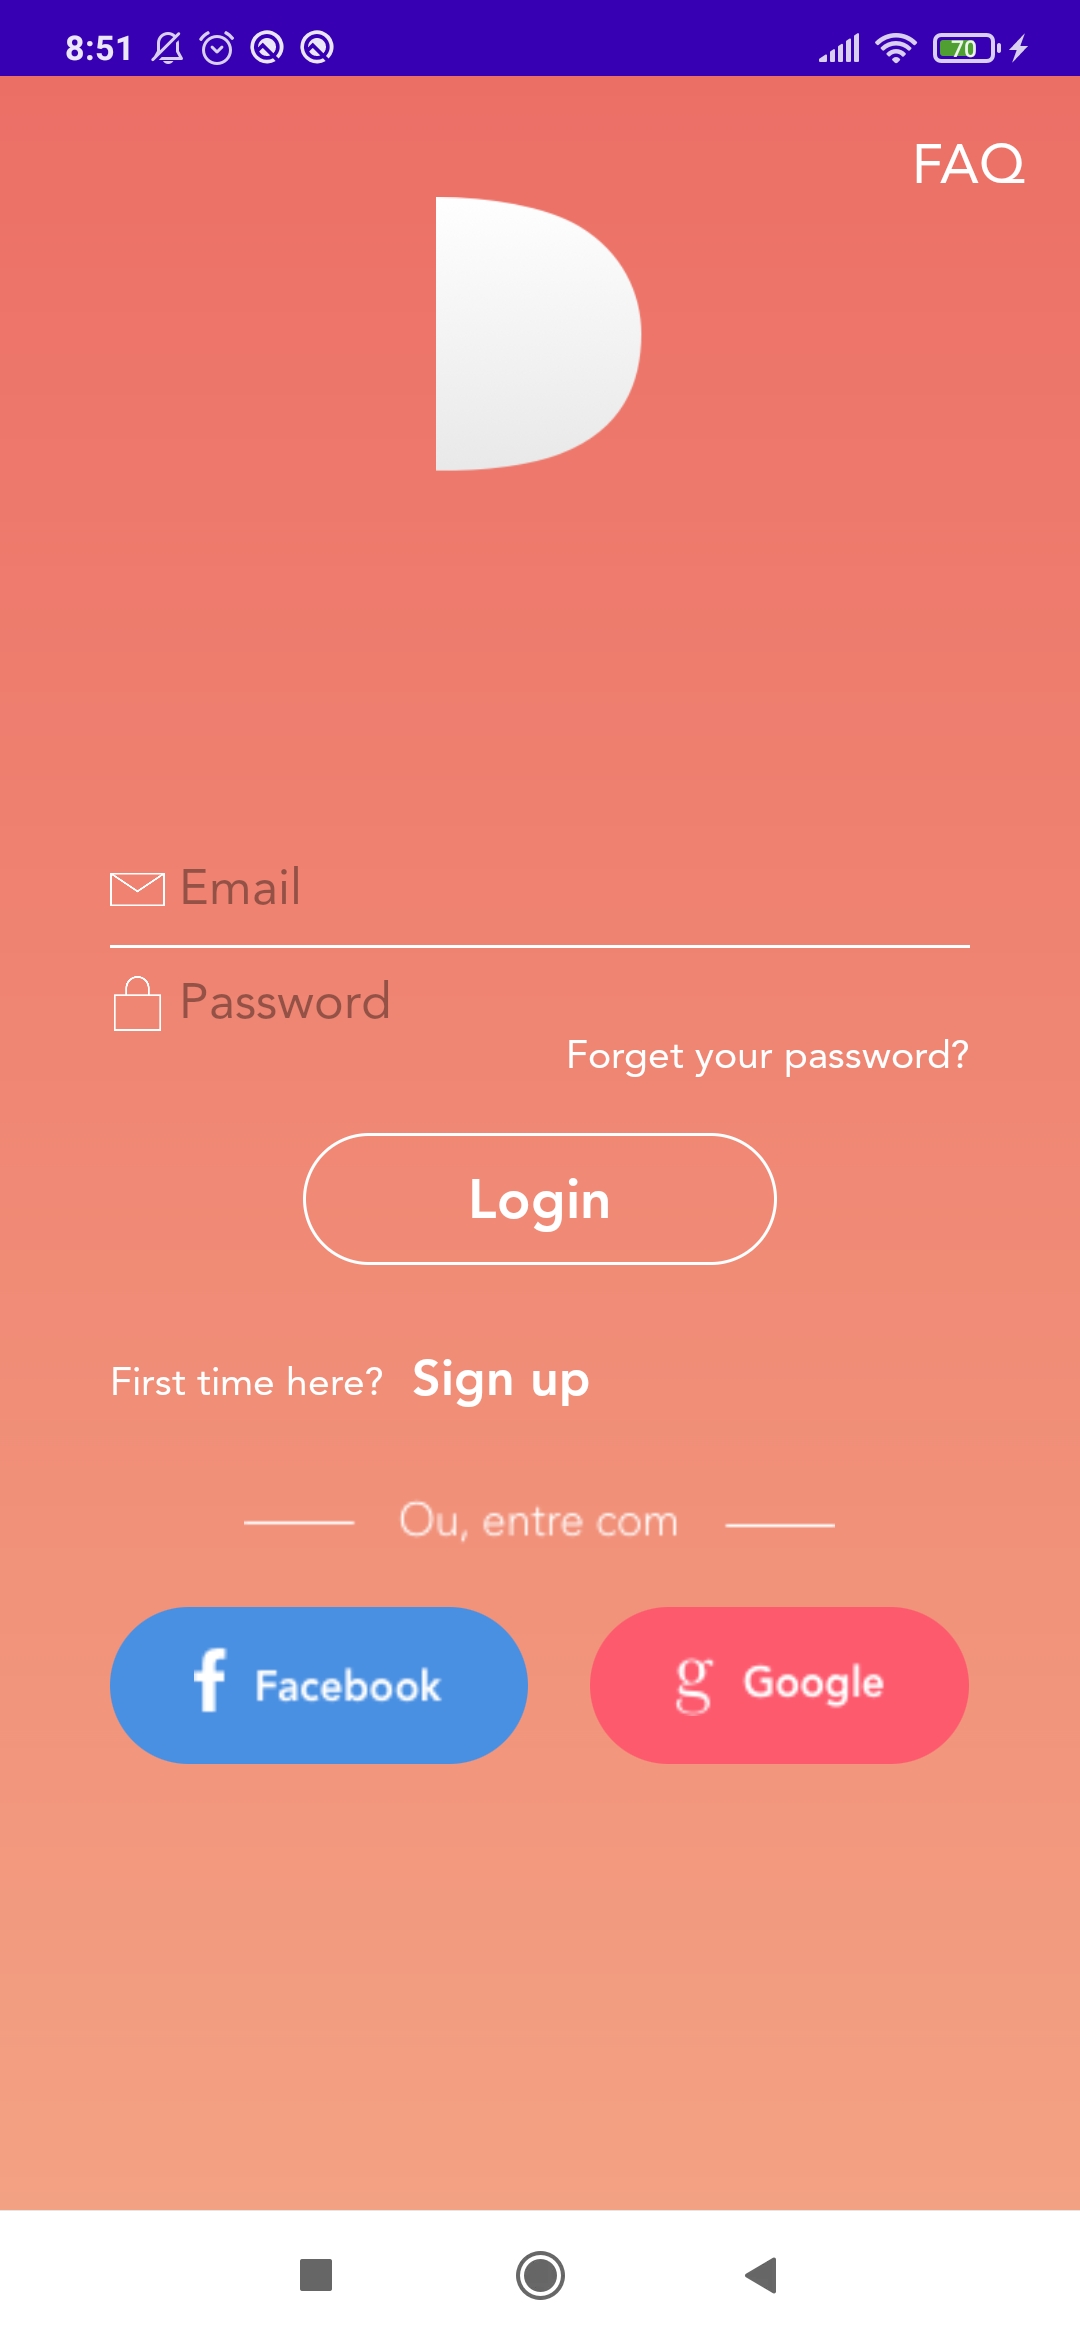 8:51 70
FAQ
D
Email
Password
Forget your password?
Login
First time here? Sign up
Ou, entre com
f Facebook
g Google